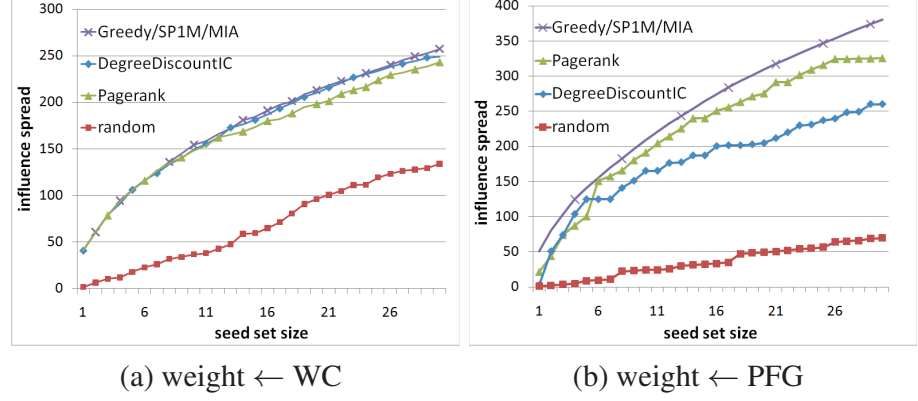 300
250
200
150
100
50
0
influence spread
Greedy/SP1M/MIA
DegreeDiscountIC
Pagerank
random
1 6 11 16 21 26
seed set size
(a) weight ← WC
400
350
300
250
200
150
100
50
0
influence spread
Greedy/SP1M/MIA
Pagerank
DegreeDiscountIC
random
1 6 11 16 21 26
seed set size
(b) weight ← PFG